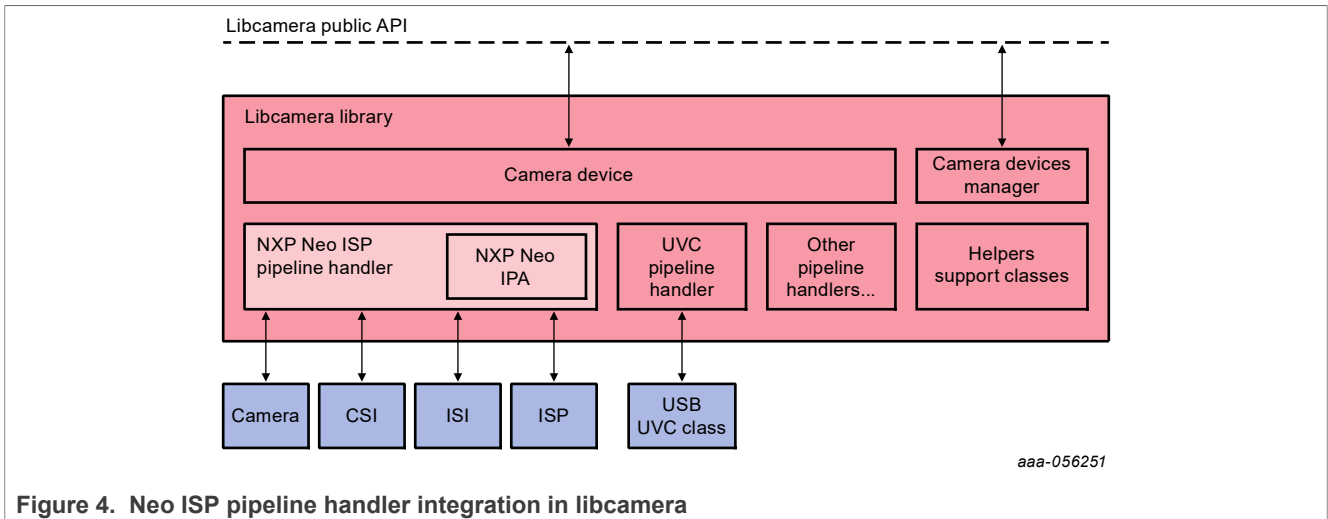 Libcamera public API
Libcamera library
Camera device
Camera devices
manager
NXP Neo ISP
pipeline handler
NXP Neo
IPA
UVC
pipeline
handler
Other
pipeline
handlers...
Helpers
support classes
Camera
CSI
ISI
ISP
USB
UVC class
aaa-056251
Figure 4. Neo ISP pipeline handler integration in libcamera